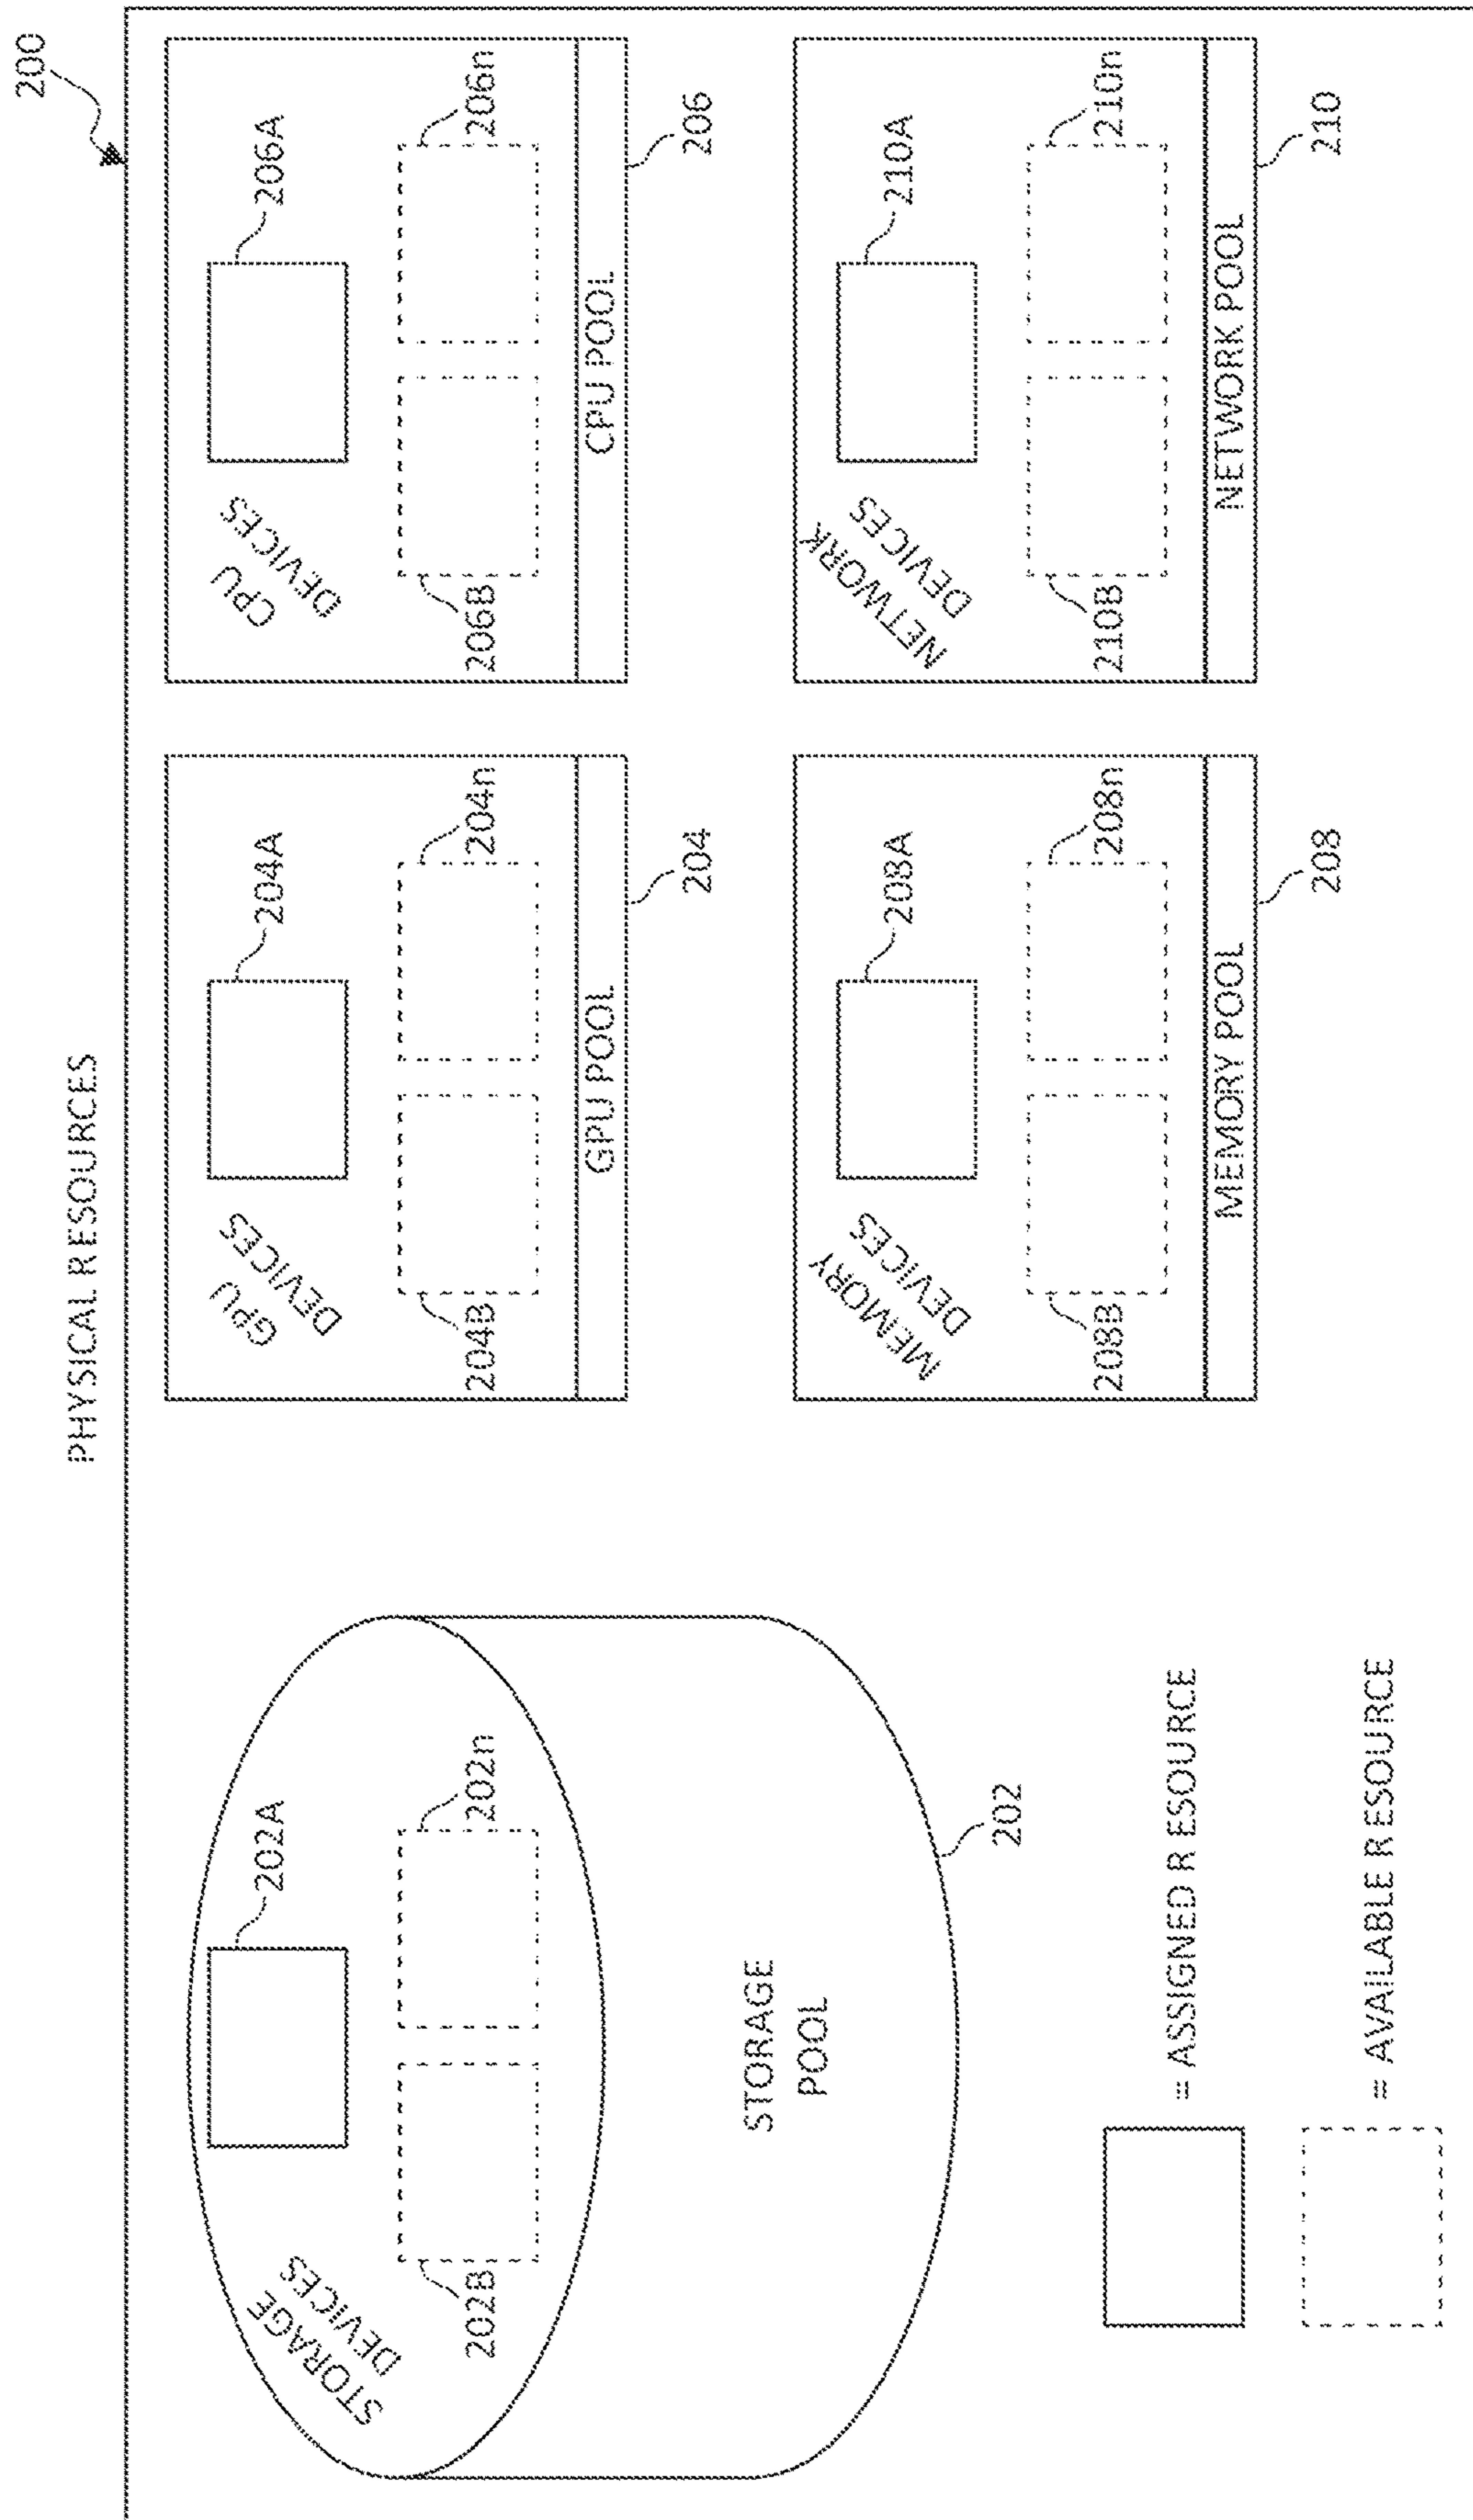 PHYSICAL RESOURCES
200
STORAGE
DEVICES
202A
202B
202n
STORAGE
POOL
202
GPU
DEVICES
204A
204B
204n
GPU POOL
204
CPU
DEVICES
206A
206B
206n
CPU POOL
206
MEMORY
DEVICES
208A
208B
208n
MEMORY POOL
208
NETWORK
DEVICES
210A
210B
210n
NETWORK POOL
210
= ASSIGNED RESOURCE
= AVAILABLE RESOURCE